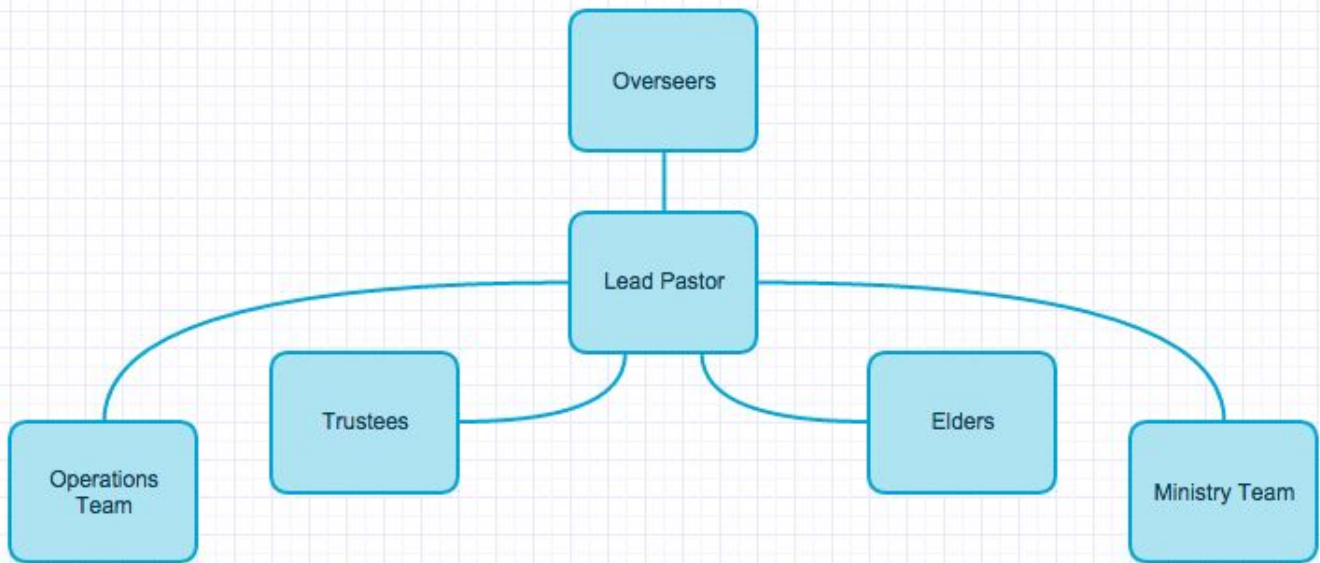 Overseers
Lead Pastor
Trustees
Elders
Operations
Team
Ministry Team